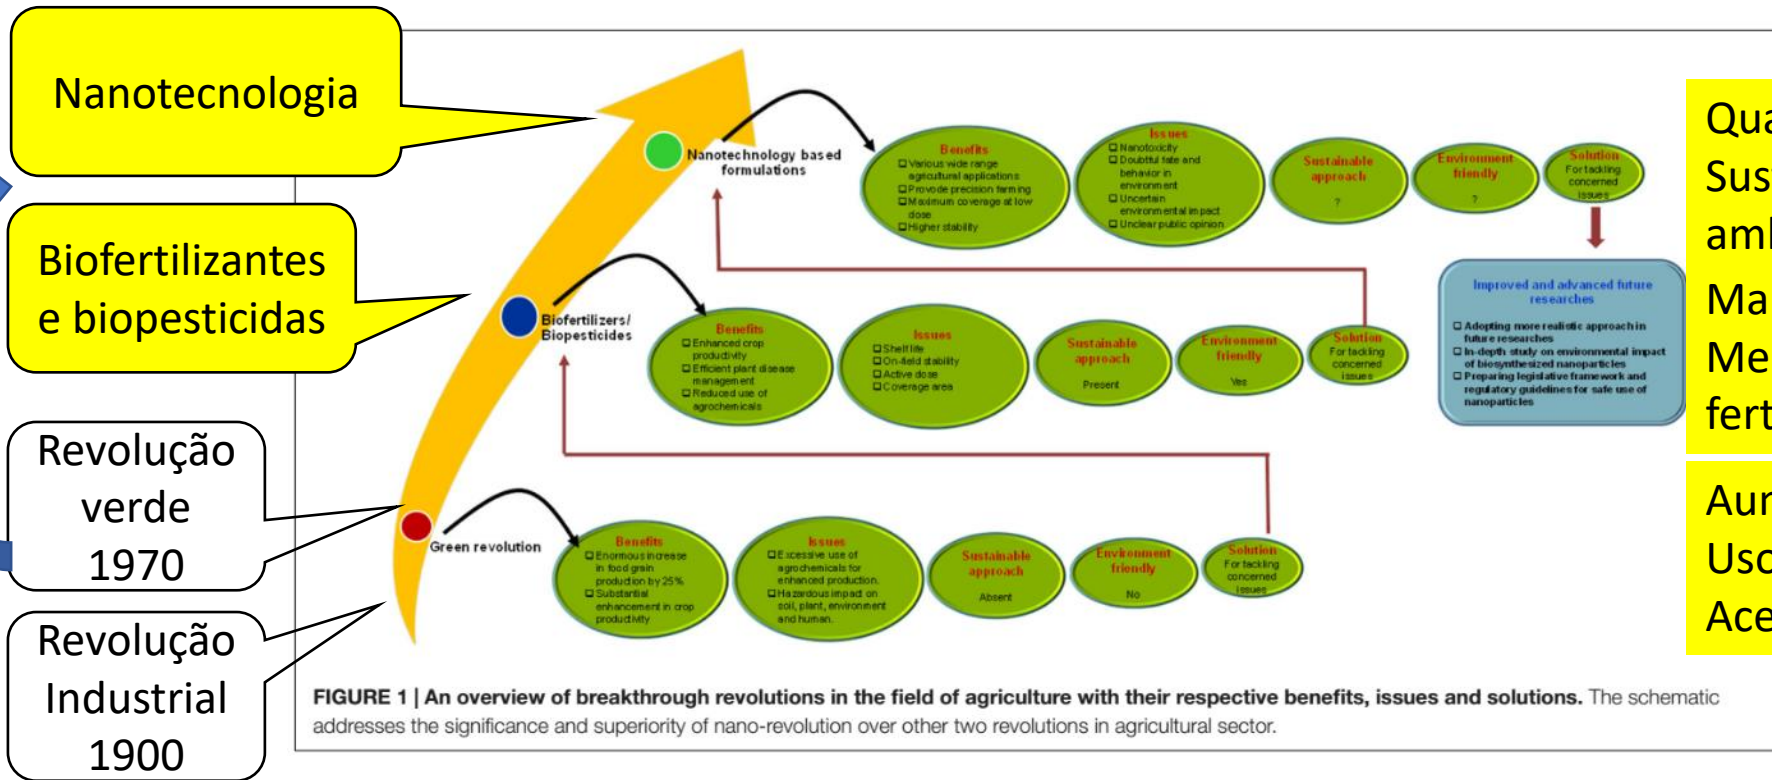 Nanotecnologia
Biofertilizantes
e biopesticidas
Revolução
verde
1970
Revolução
Industrial
1900
Nanotechnology based
formulations
Benefits
Various wide range
agricultural applications
Provode precision farming
Maximum coverage at low
dose
Higher stability
Issues
Nanotoxicity
Doubtful fate and
behavior in
environment
Uncertain
environmental impact
Unclear public opinion
Sustainable
approach
?
Environment
friendly
?
Solution
For tackling
concerned
issues
Improved and advanced future
researches
Adopting more realistic approach in
future researches
In-depth study on environmental impact
of biosynthesized nanoparticles
Preparing legislative framework and
regulatory guidelines for safe use of
nanoparticles
Biofertilizers/
Biopesticides
Benefits
Enhanced crop
productivity
Efficient plant disease
management
Reduced use of
agrochemicals
Issues
Shelf life
On-field stability
Active dose
Coverage area
Sustainable
approach
Present
Environment
friendly
Yes
Solution
For tackling
concerned
issues
Green revolution
Benefits
Enormous increase
in food grain
production by 25%
Substantial
enhancement in crop
productivity
Issues
Excessive use of
agrochemicals for
enhanced production.
Hazardous impact on
soil, plant, environment
and human.
Sustainable
approach
Absent
Environment
friendly
No
Solution
For tackling
concerned
issues
Qua
Sust
amb
Ma
Me
fert
Aur
Uso
Ace
FIGURE 1 | An overview of breakthrough revolutions in the field of agriculture with their respective benefits, issues and solutions. The schematic
addresses the significance and superiority of nano-revolution over other two revolutions in agricultural sector.